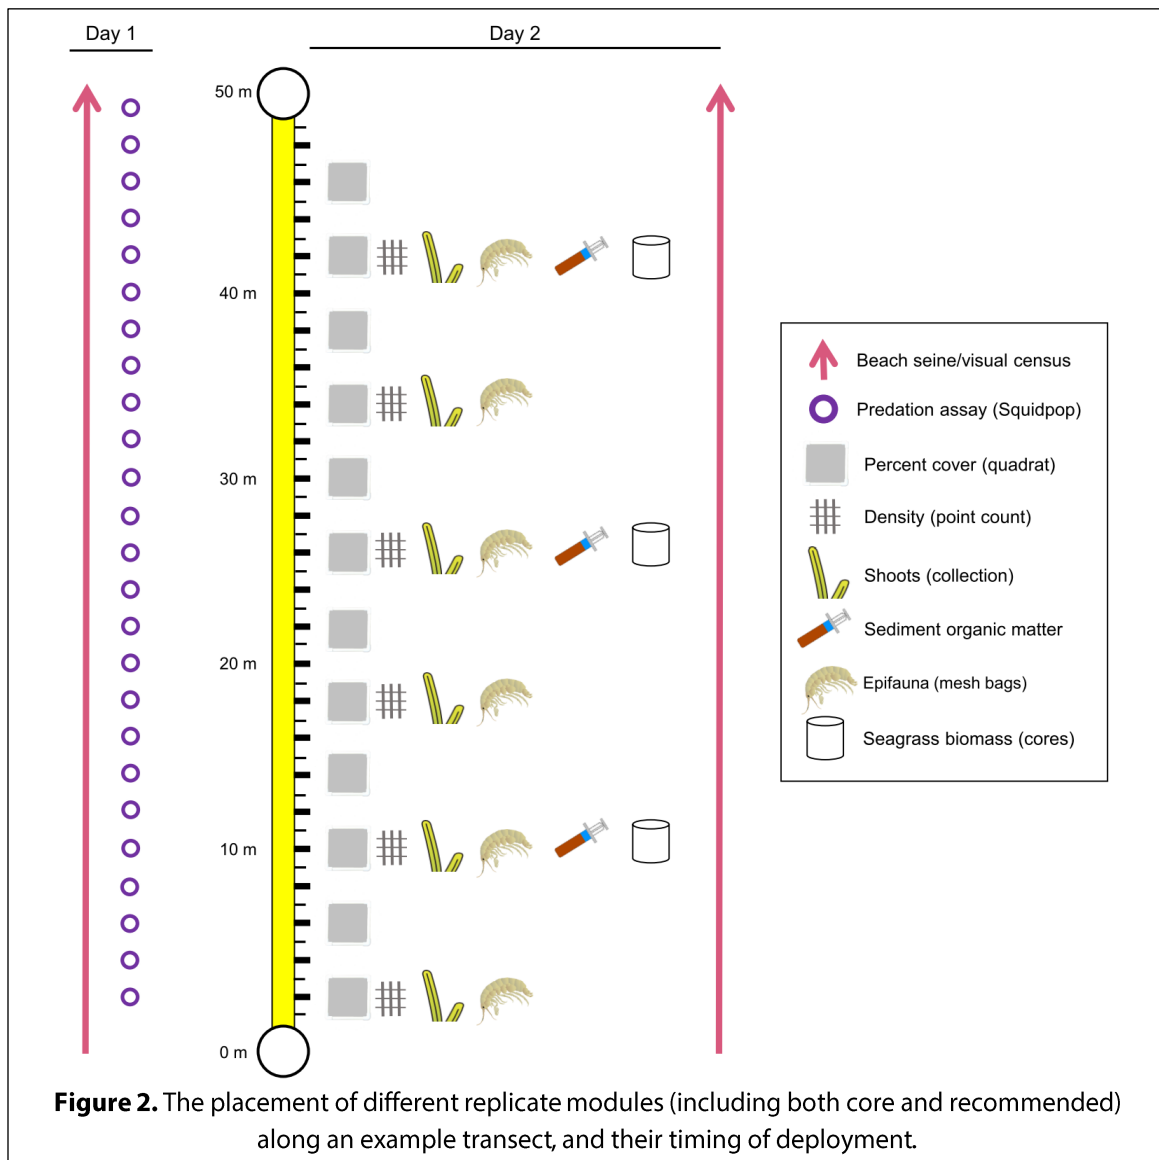 Day 1
Day 2
50 m
40 m
30 m
20 m
10 m
0 m
Beach seine/visual census
Predation assay (Squidpop)
Percent cover (quadrat)
Density (point count)
Shoots (collection)
Sediment organic matter
Epifauna (mesh bags)
Seagrass biomass (cores)
Figure 2. The placement of different replicate modules (including both core and recommended)
along an example transect, and their timing of deployment.